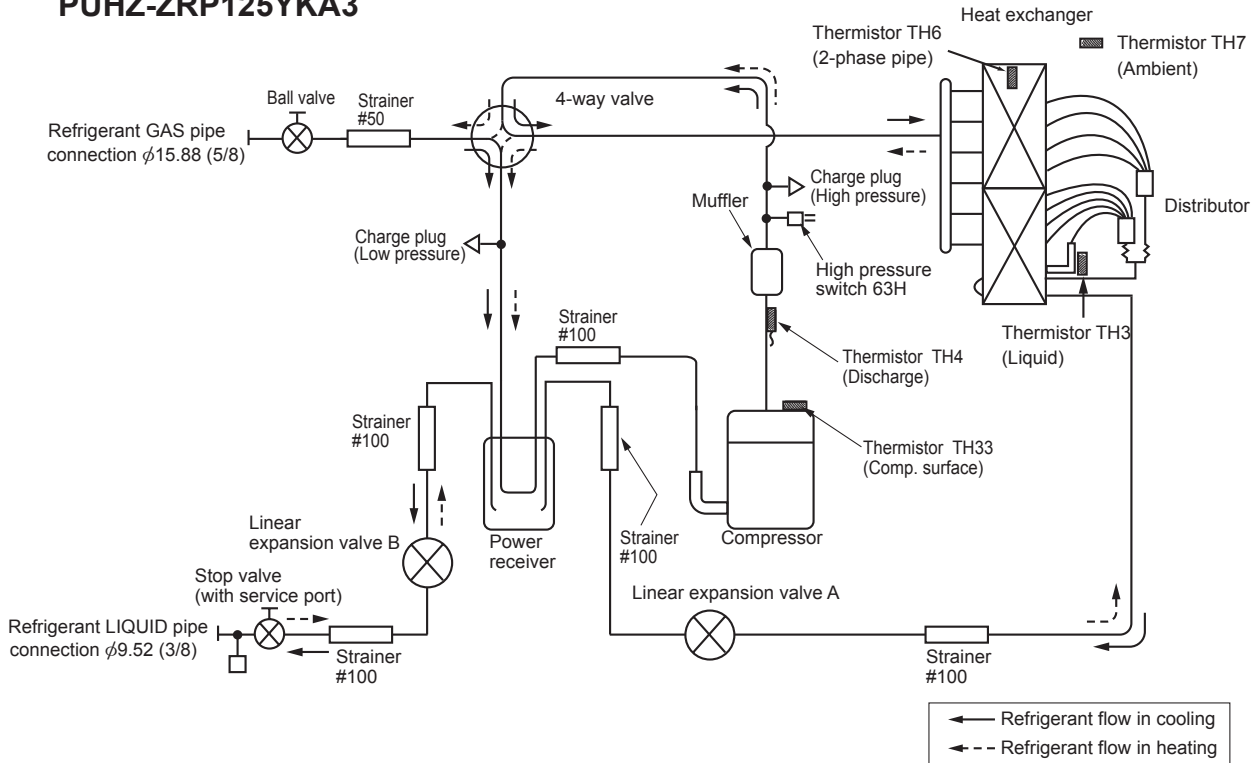 PUHZ-ZRP125YKA3
Heat exchanger
Thermistor TH6
(2-phase pipe)
Thermistor TH7
(Ambient)
Ball valve
Strainer
#50
4-way valve
Refrigerant GAS pipe
connection ϕ15.88 (5/8)
Charge plug
(High pressure)
Muffler
Distributor
Charge plug
(Low pressure)
High pressure
switch 63H
Strainer
#100
Thermistor TH3
(Liquid)
Thermistor TH4
(Discharge)
Strainer
#100
Thermistor TH33
(Comp. surface)
Linear
expansion valve B
Power
receiver
Strainer
#100
Compressor
Stop valve
(with service port)
Linear expansion valve A
Refrigerant LIQUID pipe
connection ϕ9.52 (3/8)
Strainer
#100
Strainer
#100
Refrigerant flow in cooling
Refrigerant flow in heating